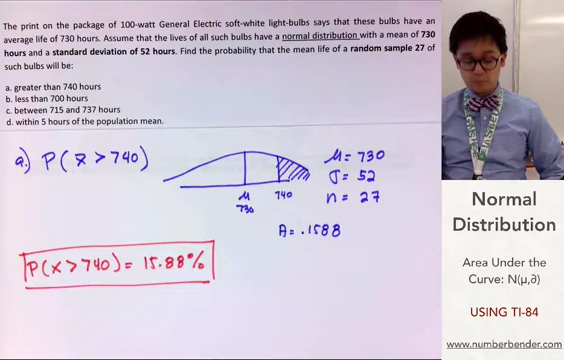 The print on the package of 100-watt General Electric soft-white light-bulbs says that these bulbs have an
average life of 730 hours. Assume that the lives of all such bulbs have a normal distribution with a mean of 730
hours and a standard deviation of 52 hours. Find the probability that the mean life of a random sample 27 of
such bulbs will be:
a. greater than 740 hours
b. less than 700 hours
c. between 715 and 737 hours
d. within 5 hours of the population mean.
a.) P(x̄ > 740)
μ
730
740
μ = 730
σ = 52
n = 27
A = .1588
P(x > 740) = 15.88%
Normal
Distribution
Area Under the
Curve: N(μ,∂)
USING TI-84
www.numberbender.com